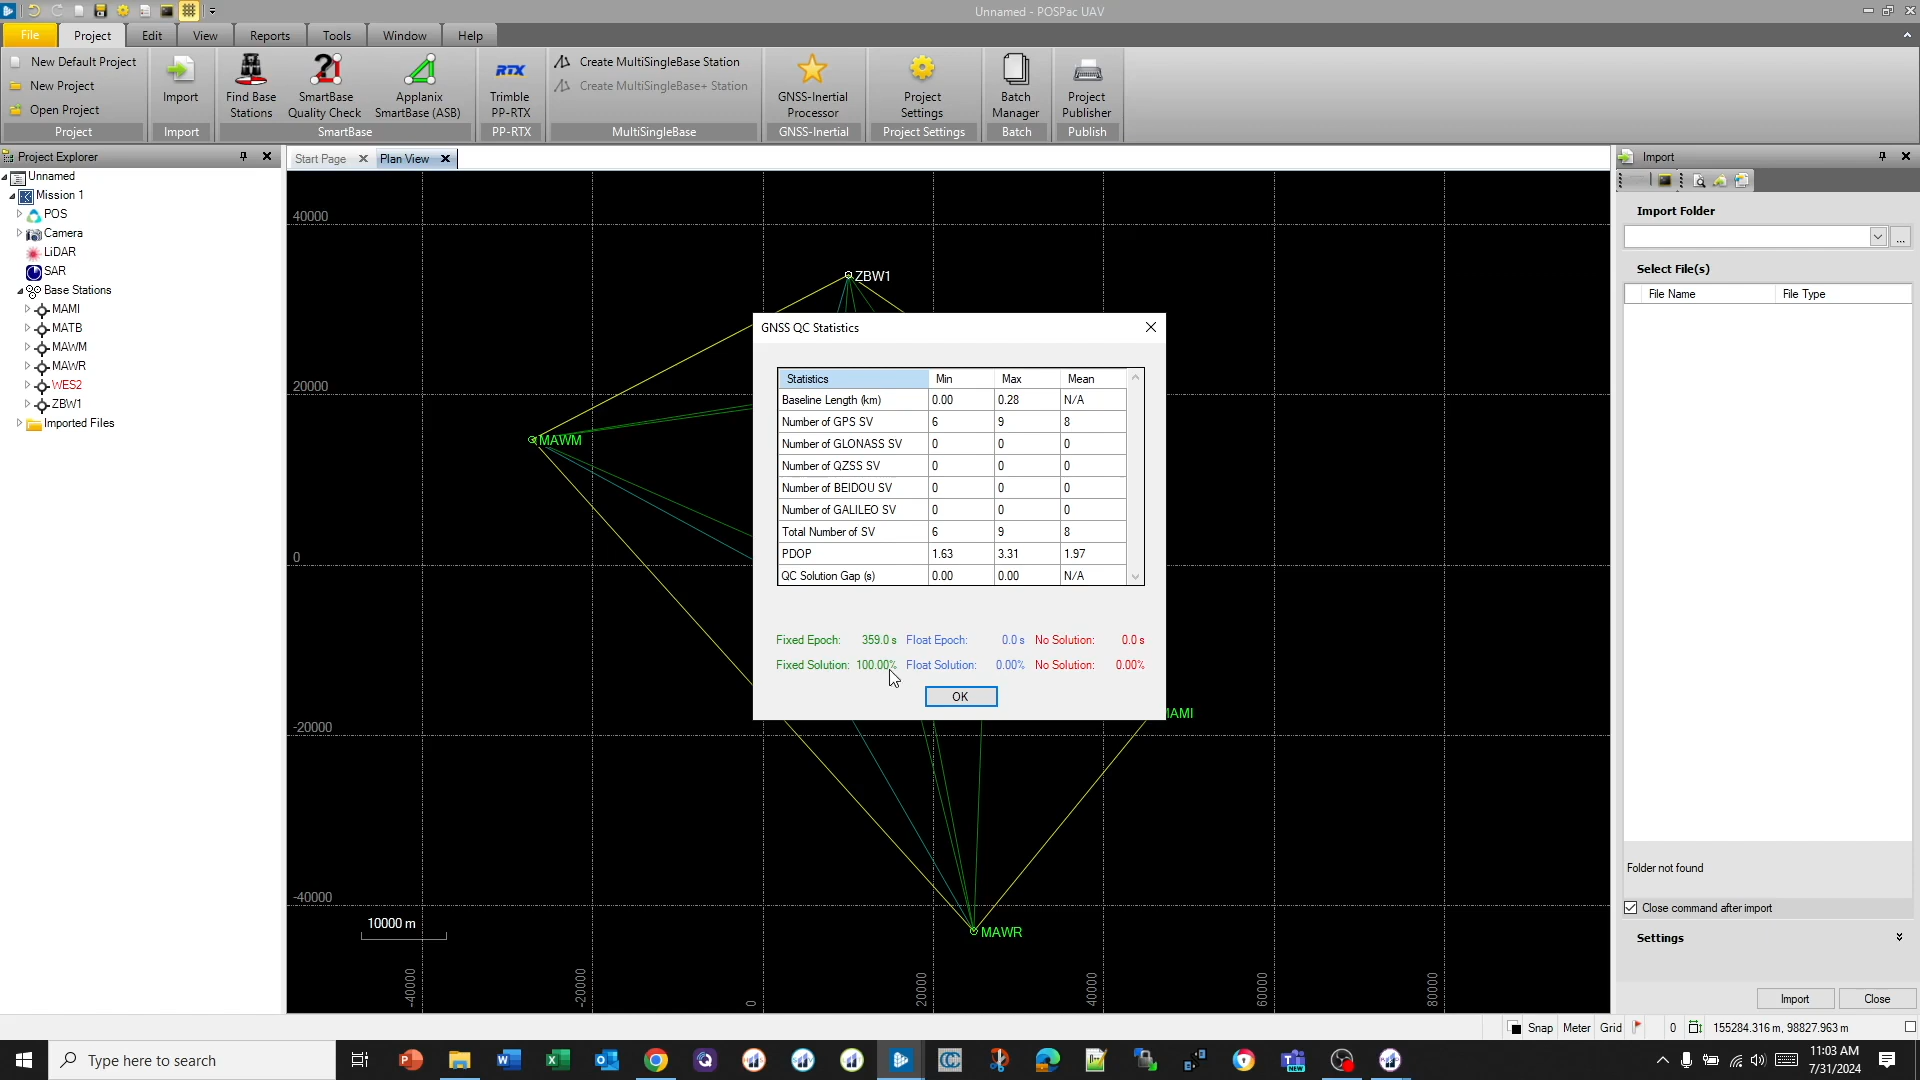 Unnamed - POSPac UAV
File Project Edit View Reports Tools Window Help
New Default Project
New Project
Open Project
Project
Import
Import
Find Base Stations
SmartBase Quality Check
Applanix SmartBase (ASB)
SmartBase
RTX
Trimble PP-RTX
PP-RTX
Create MultiSingleBase Station
Create MultiSingleBase+ Station
MultiSingleBase
GNSS-Inertial Processor
GNSS-Inertial
Project Settings
Project Settings
Batch Manager
Batch
Project Publisher
Publish
Project Explorer
Unnamed
Mission 1
POS
Camera
LiDAR
SAR
Base Stations
MAMI
MATB
MAWM
MAWR
WES2
ZBW1
Imported Files
Start Page
Plan View
40000
20000
0
-20000
-40000
ZBW1
MAWM
MAMI
MAWR
10000 m
-40000
-20000
0
20000
40000
60000
80000
GNSS QC Statistics
Statistics Min Max Mean
Baseline Length (km) 0.00 0.28 N/A
Number of GPS SV 6 9 8
Number of GLONASS SV 0 0 0
Number of QZSS SV 0 0 0
Number of BEIDOU SV 0 0 0
Number of GALILEO SV 0 0 0
Total Number of SV 6 9 8
PDOP 1.63 3.31 1.97
QC Solution Gap (s) 0.00 0.00 N/A
Fixed Epoch: 359.0 s Float Epoch: 0.0 s No Solution: 0.0 s
Fixed Solution: 100.00% Float Solution: 0.00% No Solution: 0.00%
OK
Import
Import Folder
...
Select File(s)
File Name File Type
Folder not found
Close command after import
Settings
Import Close
Snap Meter Grid 0 155284.316 m, 98827.963 m
Type here to search
11:03 AM
7/31/2024